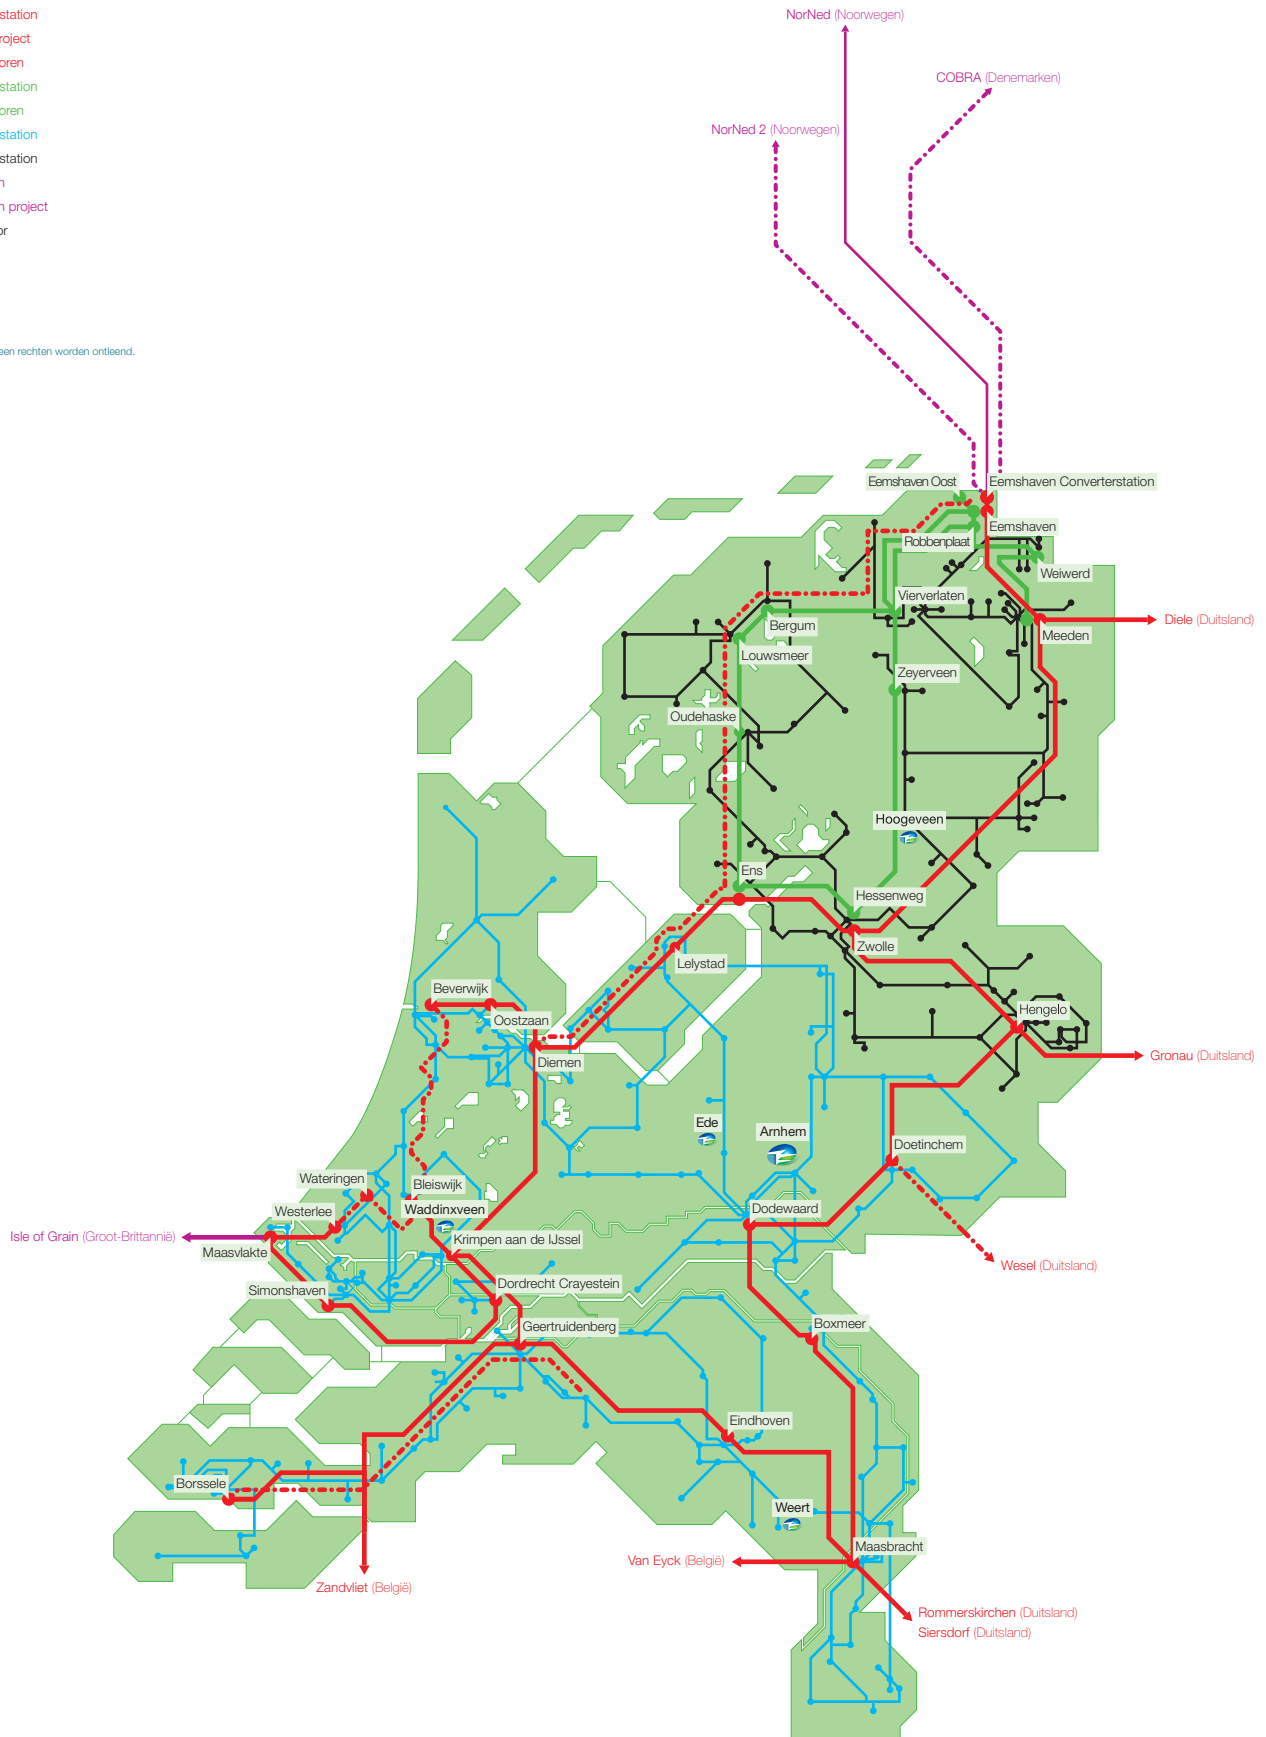 station
roject
oren
station
oren
station
station
n
n project
or
een rechten worden ontleend.
NorNed (Noorwegen)
COBRA (Denemarken)
NorNed 2 (Noorwegen)
Eemshaven Oost
Eemshaven Converterstation
Eemshaven
Robbenplaat
Weiwerd
Vierverlaten
Bergum
Diele (Duitsland)
Meeden
Louwsmeer
Zeyerveen
Oudehaske
Hoogeveen
Ens
Hessenweg
Zwolle
Lelystad
Beverwijk
Hengelo
Oostzaan
Gronau (Duitsland)
Diemen
Ede
Arnhem
Doetinchem
Wateringen
Bleiswijk
Westerlee
Waddinxveen
Dodewaard
Isle of Grain (Groot-Brittannië)
Krimpen aan de IJssel
Maasvlakte
Wesel (Duitsland)
Dordrecht Crayestein
Simonshaven
Boxmeer
Geertruidenberg
Eindhoven
Borssele
Weert
Maasbracht
Van Eyck (België)
Zandvliet (België)
Rommerskirchen (Duitsland)
Siersdorf (Duitsland)